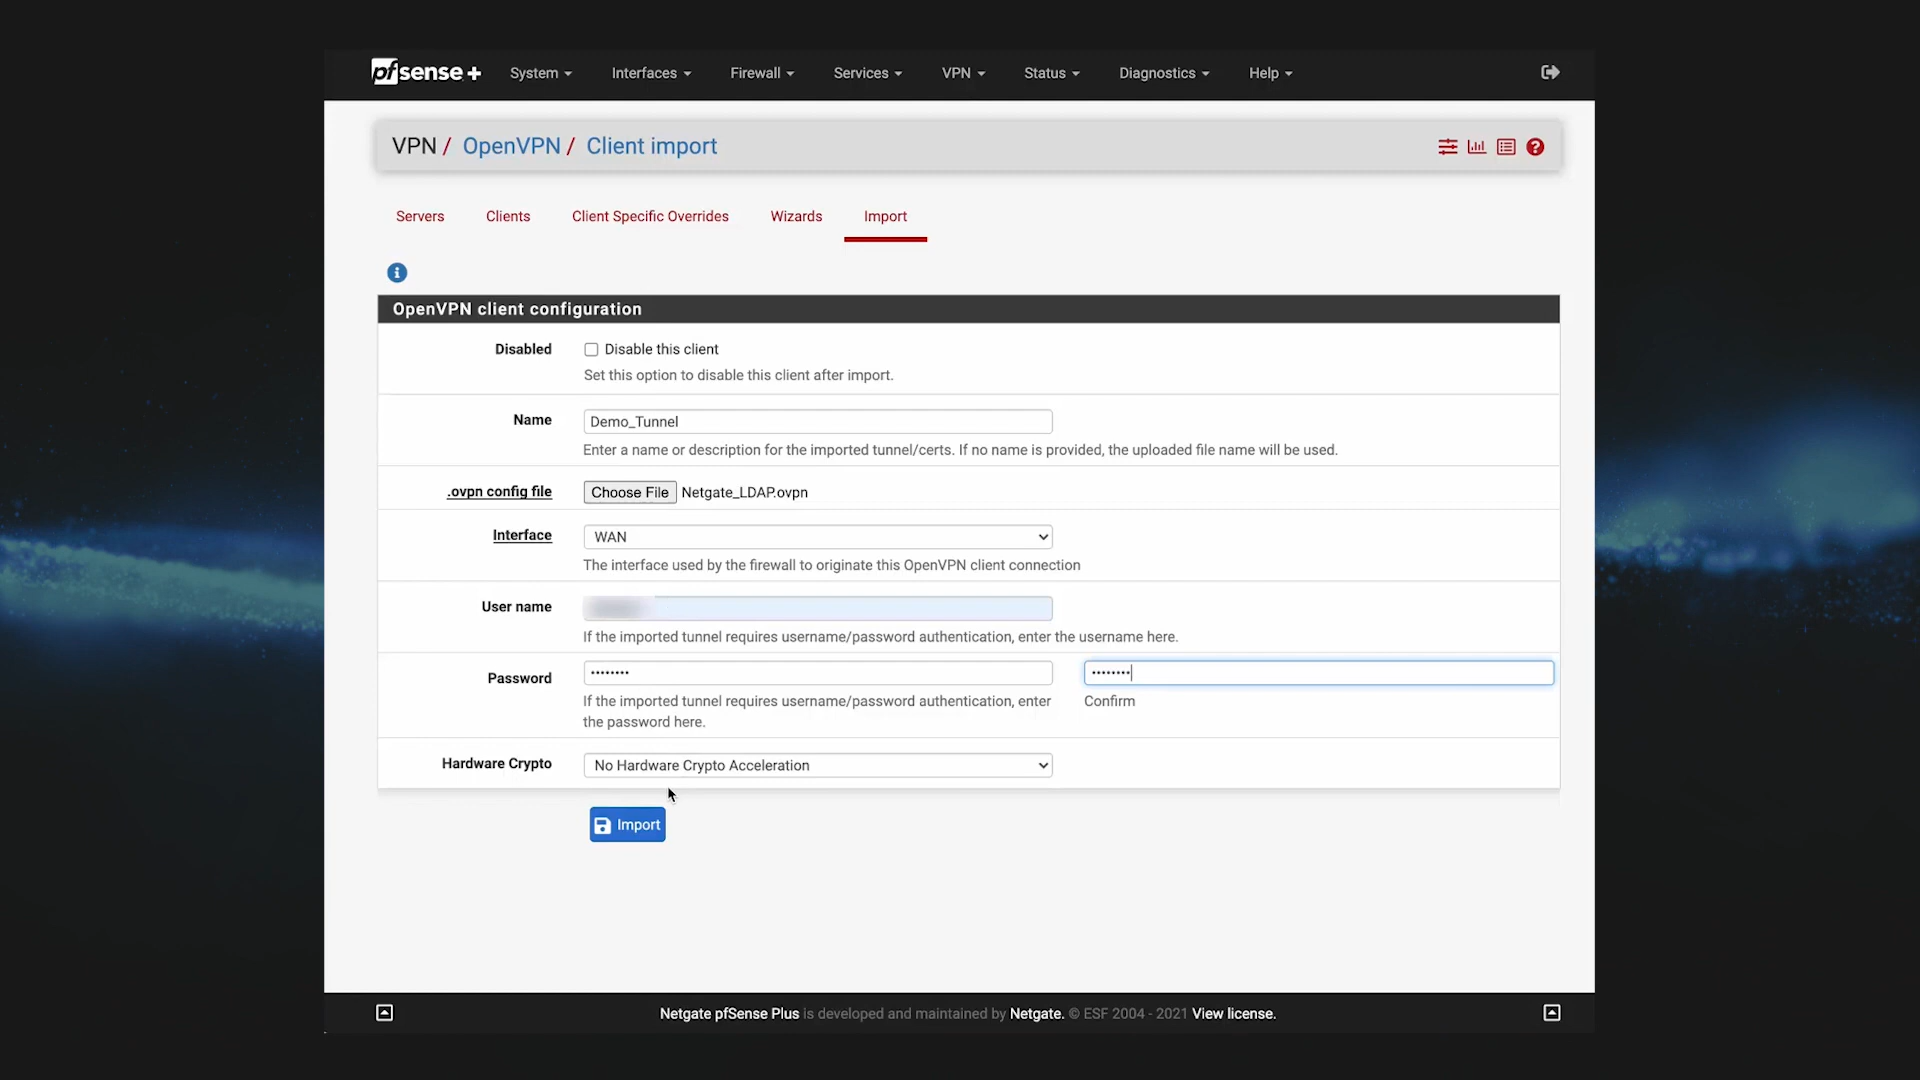 pfsense +
System
Interfaces
Firewall
Services
VPN
Status
Diagnostics
Help
VPN / OpenVPN / Client import
Servers
Clients
Client Specific Overrides
Wizards
Import
OpenVPN client configuration
Disabled
Disable this client
Set this option to disable this client after import.
Name
Demo_Tunnel
Enter a name or description for the imported tunnel/certs. If no name is provided, the uploaded file name will be used.
.ovpn config file
Choose File Netgate_LDAP.ovpn
Interface
WAN
The interface used by the firewall to originate this OpenVPN client connection
User name
If the imported tunnel requires username/password authentication, enter the username here.
Password
••••••••
••••••••
If the imported tunnel requires username/password authentication, enter
the password here.
Confirm
Hardware Crypto
No Hardware Crypto Acceleration
Import
Netgate pfSense Plus is developed and maintained by Netgate. © ESF 2004 - 2021 View license.